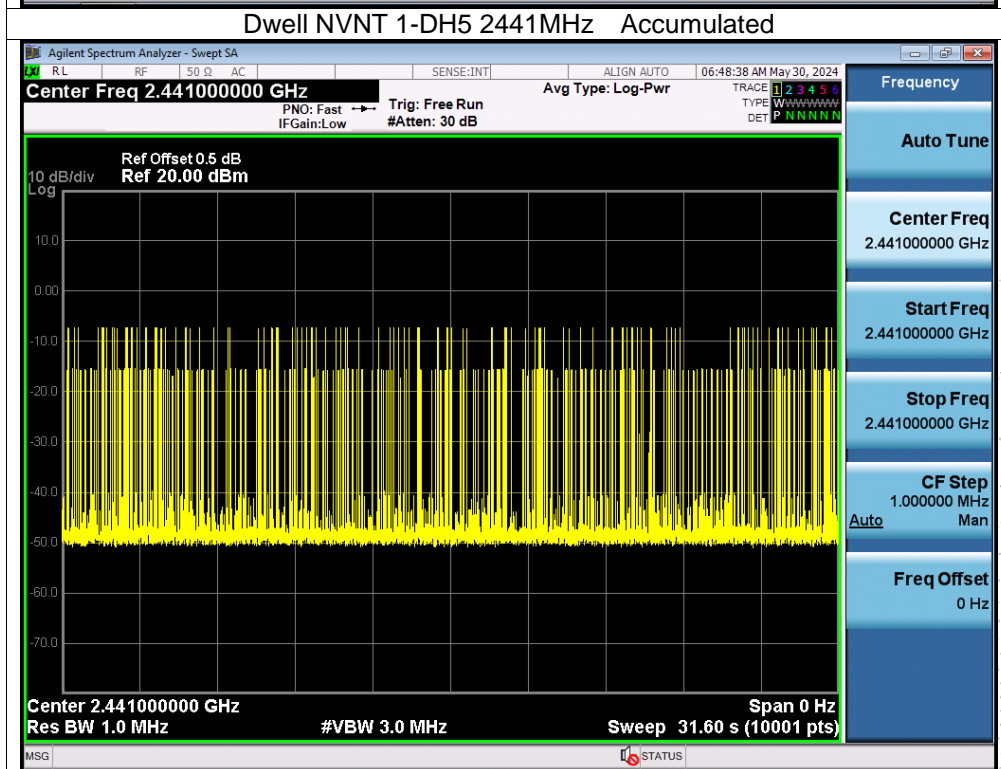 Dwell NVNT 1-DH5 2441MHz Accumulated
Agilent Spectrum Analyzer - Swept SA
LXI RL RF 50 Ω AC SENSE:INT ALIGN AUTO 06:48:38 AM May 30, 2024
Center Freq 2.441000000 GHz
PNO: Fast
IFGain:Low
Trig: Free Run
#Atten: 30 dB
Avg Type: Log-Pwr
TRACE 1 2 3 4 5 6
TYPE WWWWWWW
DET P N N N N N
Frequency
Auto Tune
Center Freq
2.441000000 GHz
Start Freq
2.441000000 GHz
Stop Freq
2.441000000 GHz
CF Step
1.000000 MHz
Auto Man
Freq Offset
0 Hz
Ref Offset 0.5 dB
10 dB/div Ref 20.00 dBm
Log
10.0
0.00
-10.0
-20.0
-30.0
-40.0
-50.0
-60.0
-70.0
Center 2.441000000 GHz Span 0 Hz
Res BW 1.0 MHz #VBW 3.0 MHz Sweep 31.60 s (10001 pts)
MSG STATUS